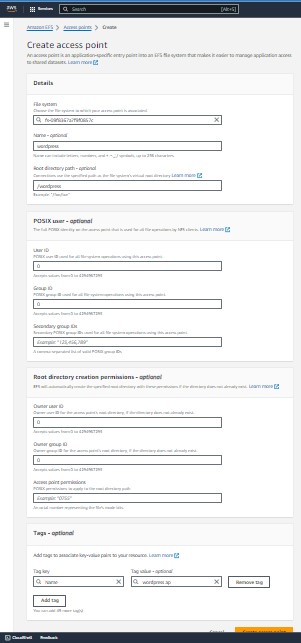 aws
Services
Search
[Alt+S]
Amazon EFS > Access points > Create
Create access point
An access point is an application-specific entry point into an EFS file system that makes it easier to manage application access
to shared datasets. Learn more
Details
File system
Choose the file system to which your access point is associated.
Name - optional
wordpress
Name can include letters, numbers, and symbols, up to 256 characters.
Root directory path - optional
Connections use the specified path as the file system's virtual root directory Learn more
/wordpress
Example: "/foo/bar"
POSIX user - optional
The full POSIX identity on the access point that is used for all file operations by NFS clients. Learn more
User ID
POSIX user ID used for all file system operations using this access point.
0
Accepts values from 0 to 4294967295
Group ID
POSIX group ID used for all file system operations using this access point.
0
Accepts values from 0 to 4294967295
Secondary group IDs
Secondary POSIX group IDs used for all file system operations using this access point.
Example: "123,456,789"
A comma-separated list of valid POSIX group IDs.
Root directory creation permissions - optional
EFS will automatically create the specified root directory with these permissions if the directory does not already exist. Learn more
Owner user ID
Owner user ID for the access point's root directory, if the directory does not already exist.
0
Accepts values from 0 to 4294967295
Owner group ID
Owner group ID for the access point's root directory, if the directory does not already exist.
0
Accepts values from 0 to 4294967295
Access point permissions
POSIX permissions to apply to the root directory path
Example: "0755"
An octal number representing the file's mode bits.
Tags - optional
Add tags to associate key-value pairs to your resource. Learn more
Tag key
Tag value - optional
name
wordpress ap
Remove tag
Add tag
You can add 49 more tag(s)
CloudShell
Feedback